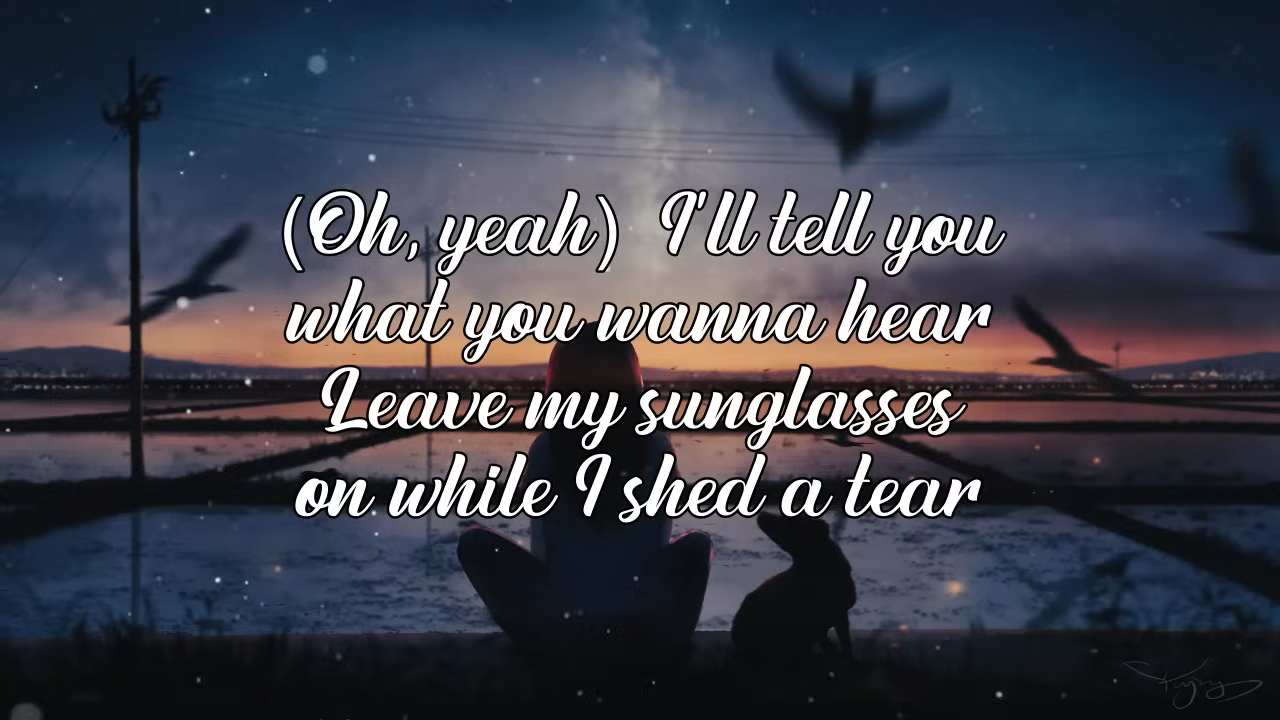 (Oh, yeah) I'll tell you
what you wanna hear
Leave my sunglasses
on while I shed a tear